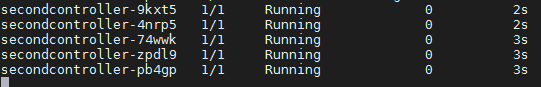 secondcontroller-9kxt5 1/1 Running 0 2s
secondcontroller-4nrp5 1/1 Running 0 2s
secondcontroller-74wwk 1/1 Running 0 3s
secondcontroller-zpdl9 1/1 Running 0 3s
secondcontroller-pb4gp 1/1 Running 0 3s